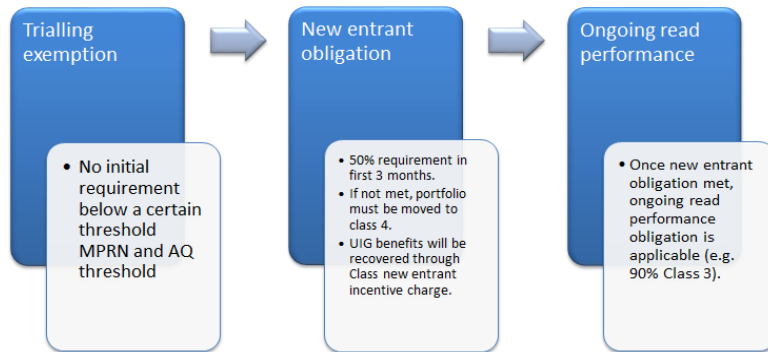 Trialling
exemption
• No initial
requirement
below a certain
threshold
MPRN and AQ
threshold
New entrant
obligation
• 50% requirement in
first 3 months.
• If not met, portfolio
must be moved to
class 4.
• UIG benefits will be
recovered through
Class new entrant
incentive charge.
Ongoing read
performance
• Once new entrant
obligation met,
ongoing read
performance
obligation is
applicable (e.g.
90% Class 3).